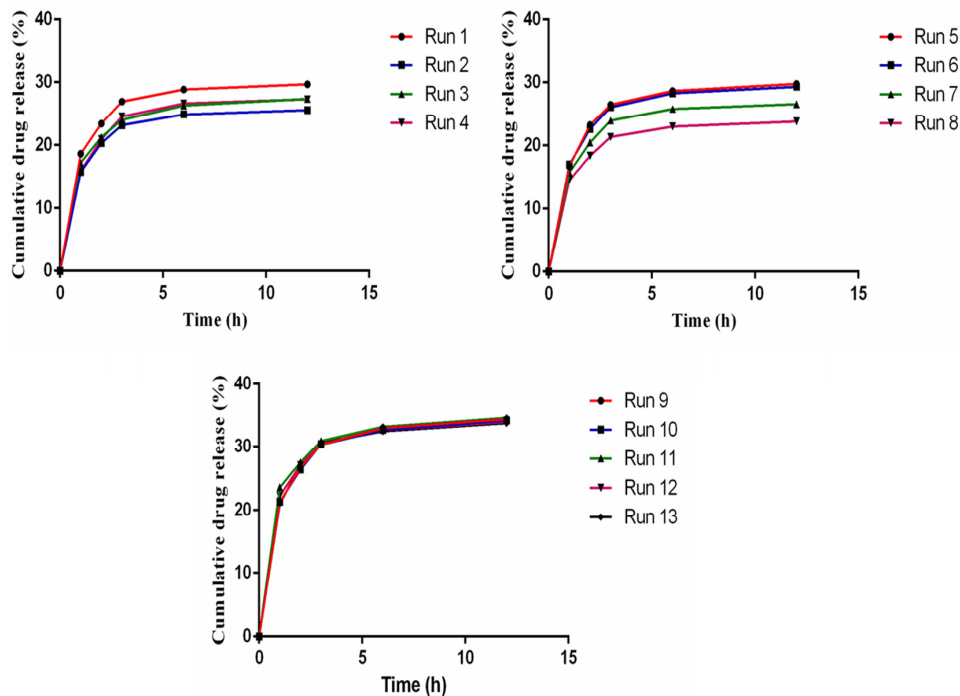 Cumulative drug release (%)
40
30
20
10
0
0 5 10 15
Time (h)
Run 1
Run 2
Run 3
Run 4
Cumulative drug release (%)
40
30
20
10
0
0 5 10 15
Time (h)
Run 5
Run 6
Run 7
Run 8
Cumulative drug release (%)
40
30
20
10
0
0 5 10 15
Time (h)
Run 9
Run 10
Run 11
Run 12
Run 13